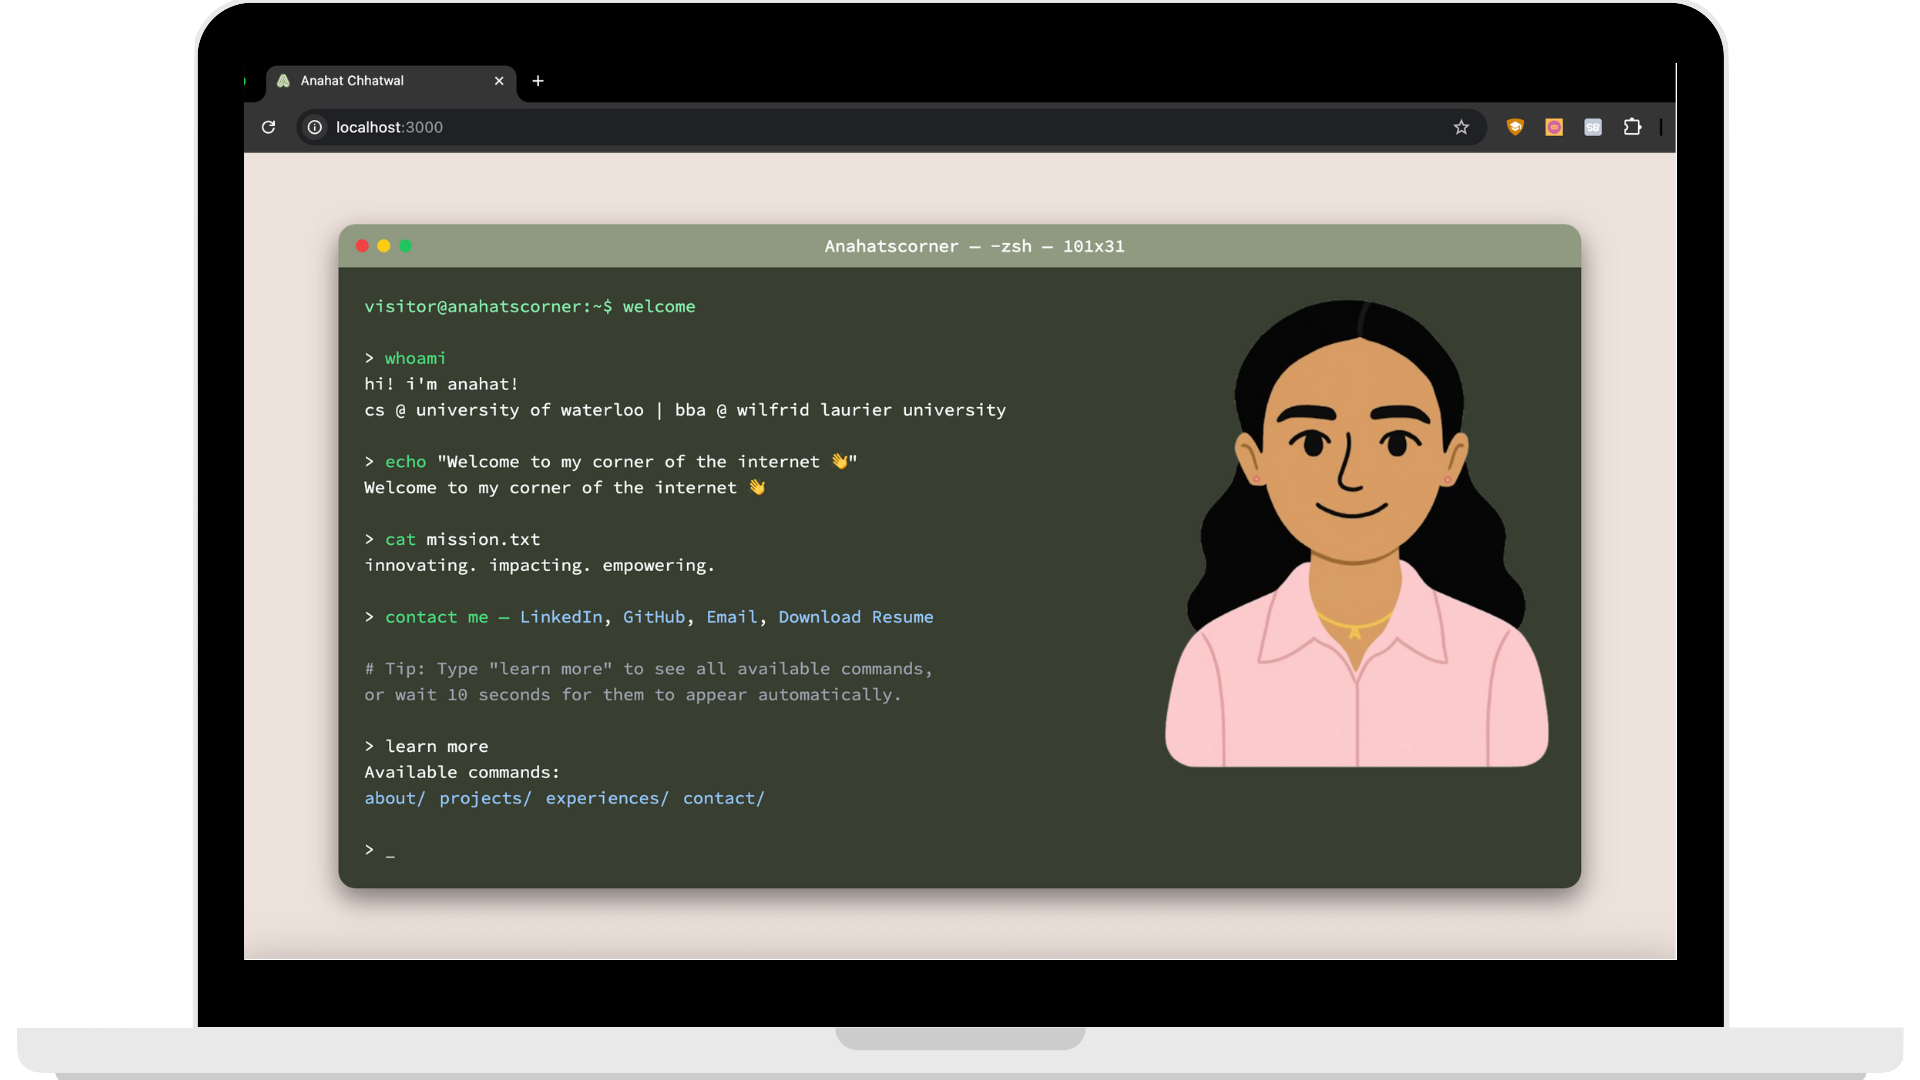 Anahat Chhatwal
localhost:3000
SB
Anahatscorner — -zsh — 101x31
visitor@anahatscorner:~$ welcome
> whoami
hi! i'm anahat!
cs @ university of waterloo | bba @ wilfrid laurier university
> echo "Welcome to my corner of the internet 👋"
Welcome to my corner of the internet 👋
> cat mission.txt
innovating. impacting. empowering.
> contact me — LinkedIn, GitHub, Email, Download Resume
# Tip: Type "learn more" to see all available commands,
or wait 10 seconds for them to appear automatically.
> learn more
Available commands:
about/ projects/ experiences/ contact/
> _